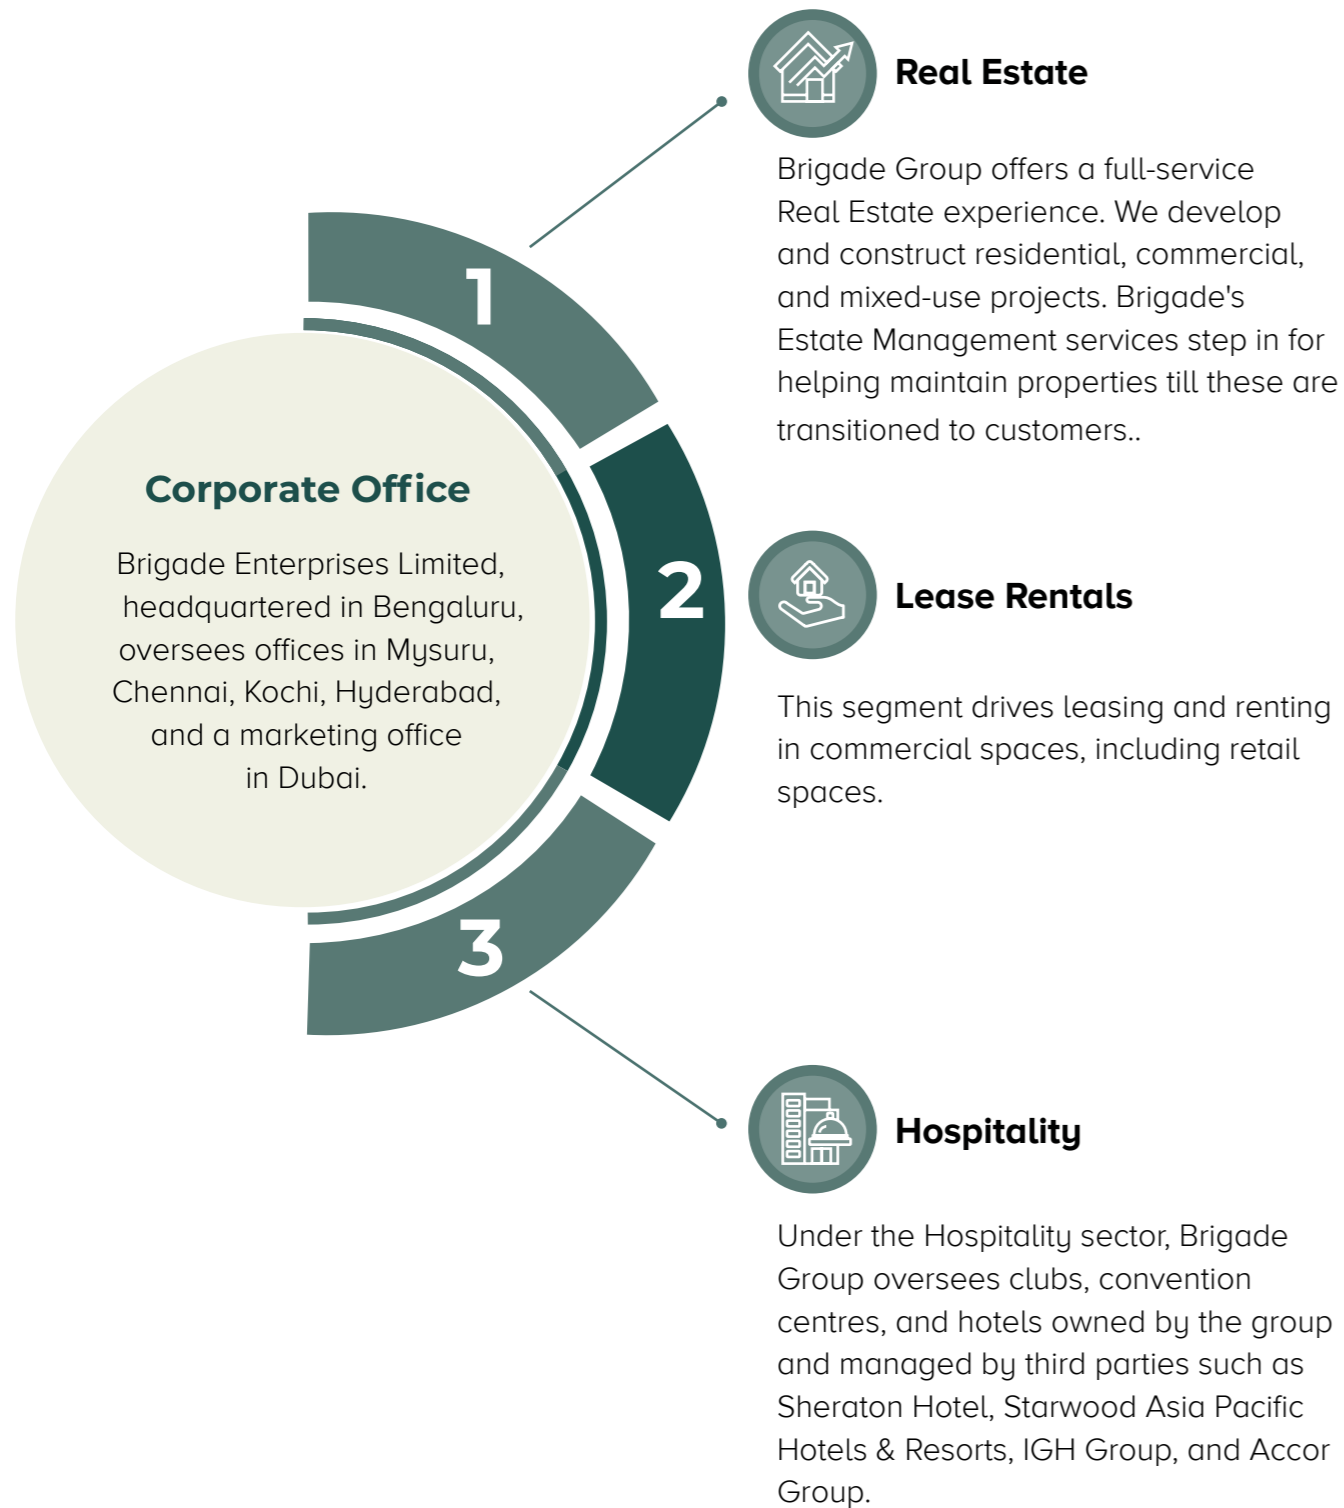 Corporate Office
Brigade Enterprises Limited,
headquartered in Bengaluru,
oversees offices in Mysuru,
Chennai, Kochi, Hyderabad,
and a marketing office
in Dubai.
1
Real Estate
Brigade Group offers a full-service
Real Estate experience. We develop
and construct residential, commercial,
and mixed-use projects. Brigade's
Estate Management services step in for
helping maintain properties till these are
transitioned to customers..
2
Lease Rentals
This segment drives leasing and renting
in commercial spaces, including retail
spaces.
3
Hospitality
Under the Hospitality sector, Brigade
Group oversees clubs, convention
centres, and hotels owned by the group
and managed by third parties such as
Sheraton Hotel, Starwood Asia Pacific
Hotels & Resorts, IGH Group, and Accor
Group.